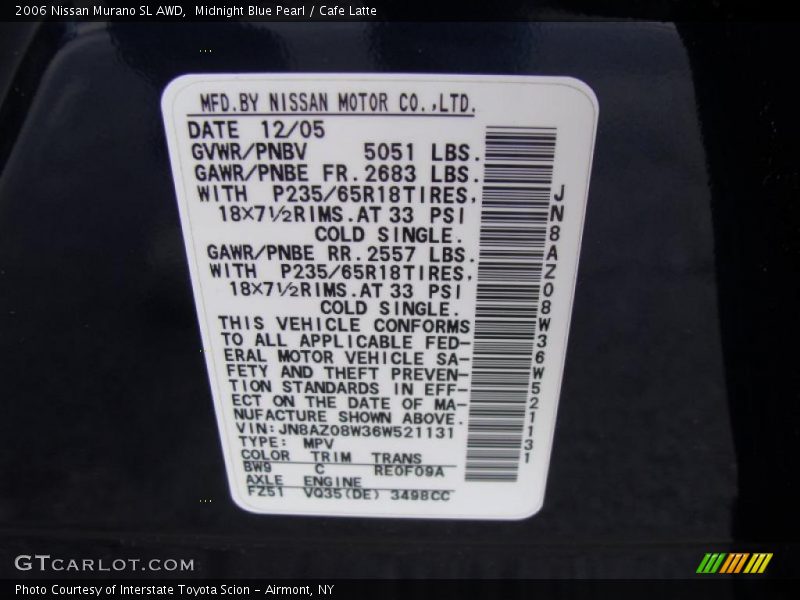 2006 Nissan Murano SL AWD,  Midnight Blue Pearl / Cafe Latte
MFD.BY NISSAN MOTOR CO.,LTD.
DATE 12/05
GVWR/PNBV 5051 LBS.
GAWR/PNBE FR. 2683 LBS.
WITH P235/65R18TIRES,
18X7½RIMS.AT 33 PSI
COLD SINGLE.
GAWR/PNBE RR. 2557 LBS.
WITH P235/65R18TIRES,
18X7½RIMS.AT 33 PSI
COLD SINGLE.
THIS VEHICLE CONFORMS
TO ALL APPLICABLE FED-
ERAL MOTOR VEHICLE SA-
FETY AND THEFT PREVEN-
TION STANDARDS IN EFF-
ECT ON THE DATE OF MA-
NUFACTURE SHOWN ABOVE.
VIN:JN8AZ08W36W521131
TYPE: MPV
COLOR TRIM TRANS
BW9 C RE0F09A
AXLE ENGINE
FZ51 VQ35(DE) 3498CC
JN8AZ08W36W521131
GTCARLOT.COM
Photo Courtesy of Interstate Toyota Scion – Airmont, NY